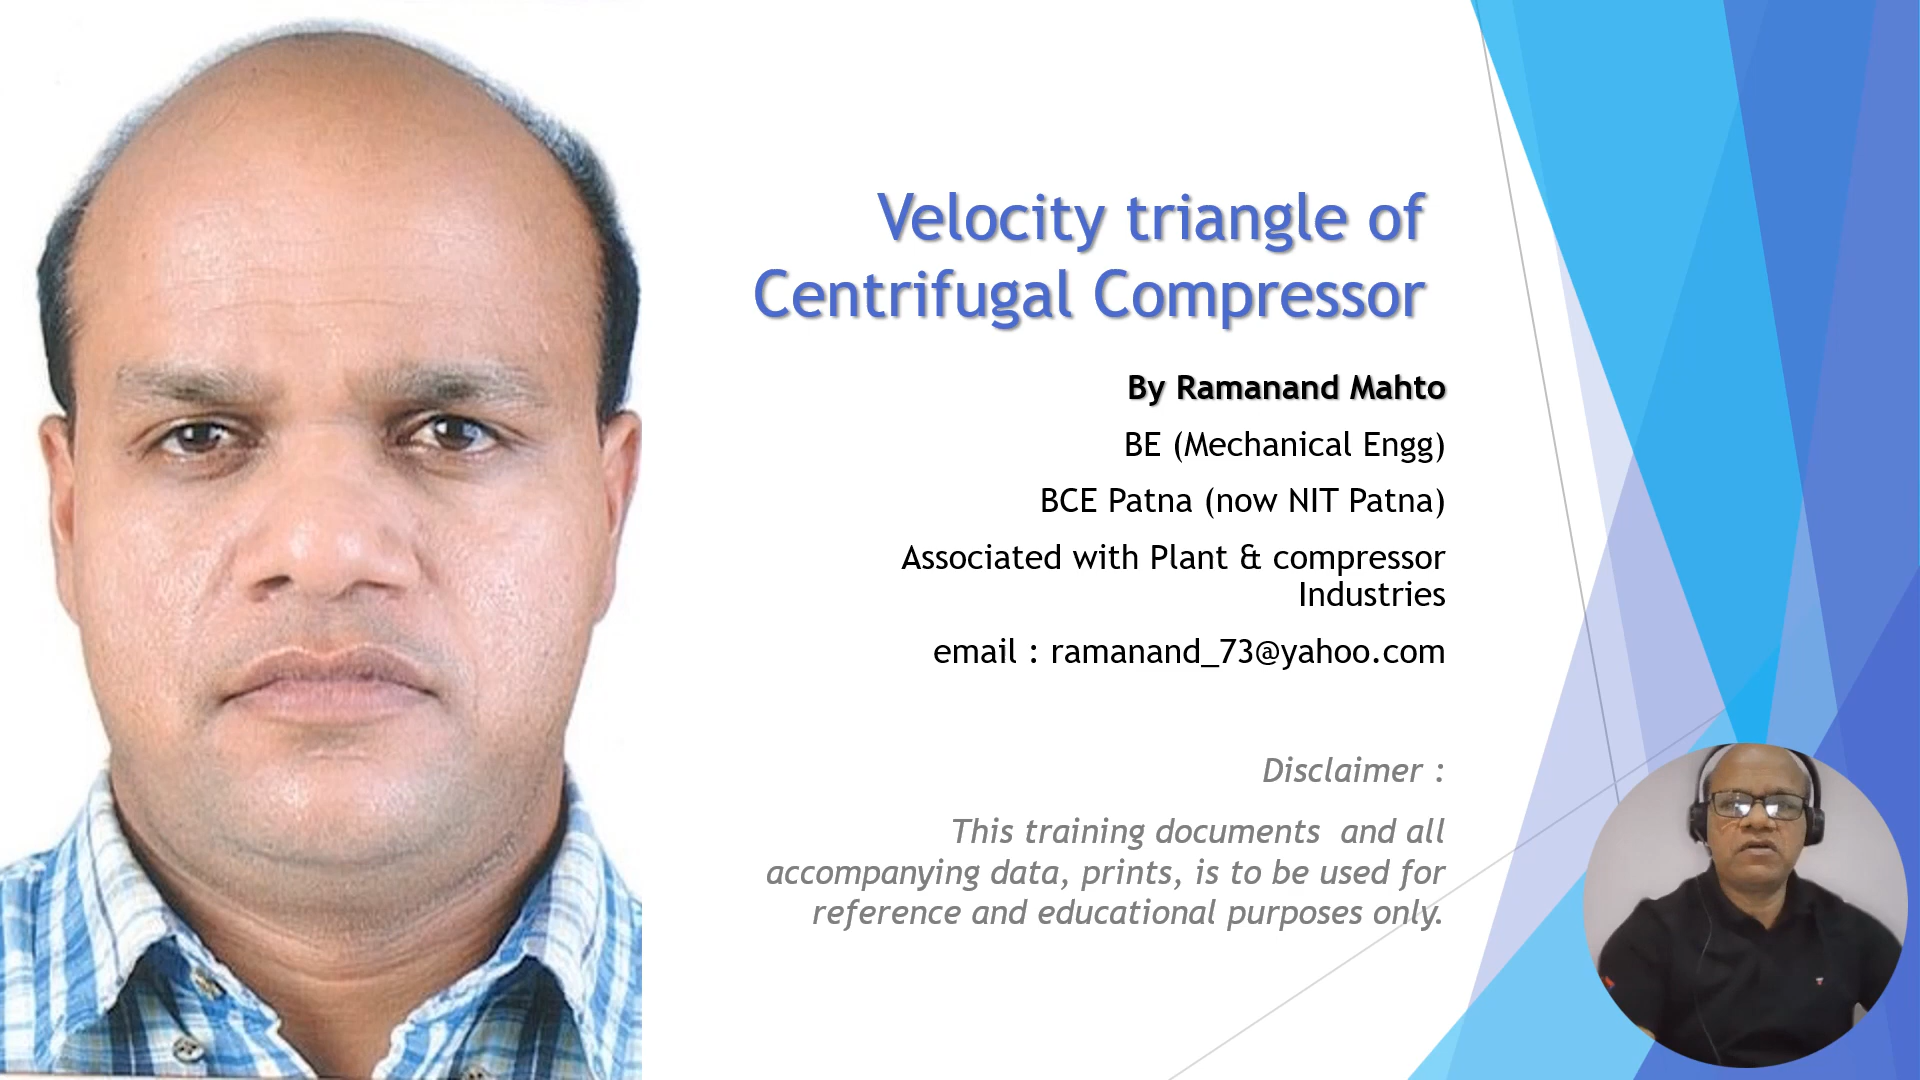 Velocity triangle of
Centrifugal Compressor
By Ramanand Mahto
BE (Mechanical Engg)
BCE Patna (now NIT Patna)
Associated with Plant & compressor
Industries
email : ramanand_73@yahoo.com
Disclaimer :
This training documents  and all
accompanying data, prints, is to be used for
reference and educational purposes only.